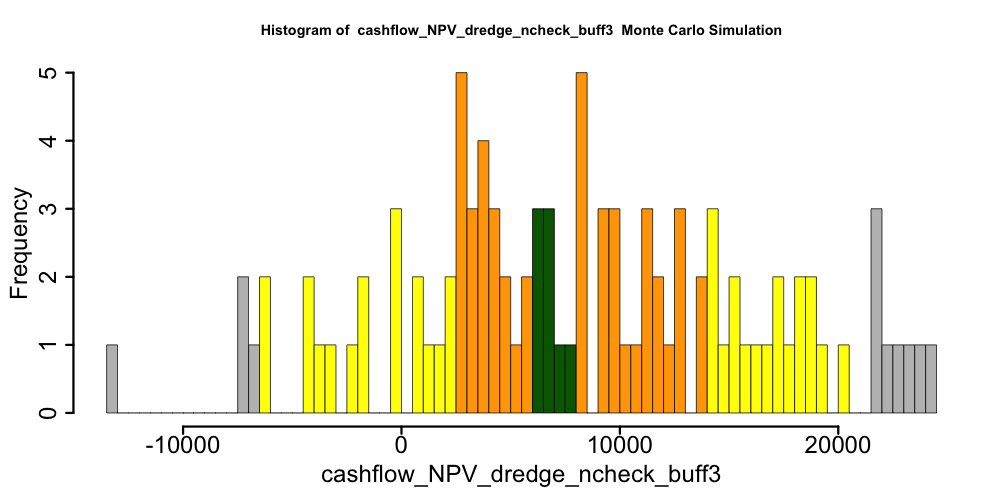 Histogram of  cashflow_NPV_dredge_ncheck_buff3  Monte Carlo Simulation
Frequency
5
4
3
2
1
0
-10000 0 10000 20000
cashflow_NPV_dredge_ncheck_buff3